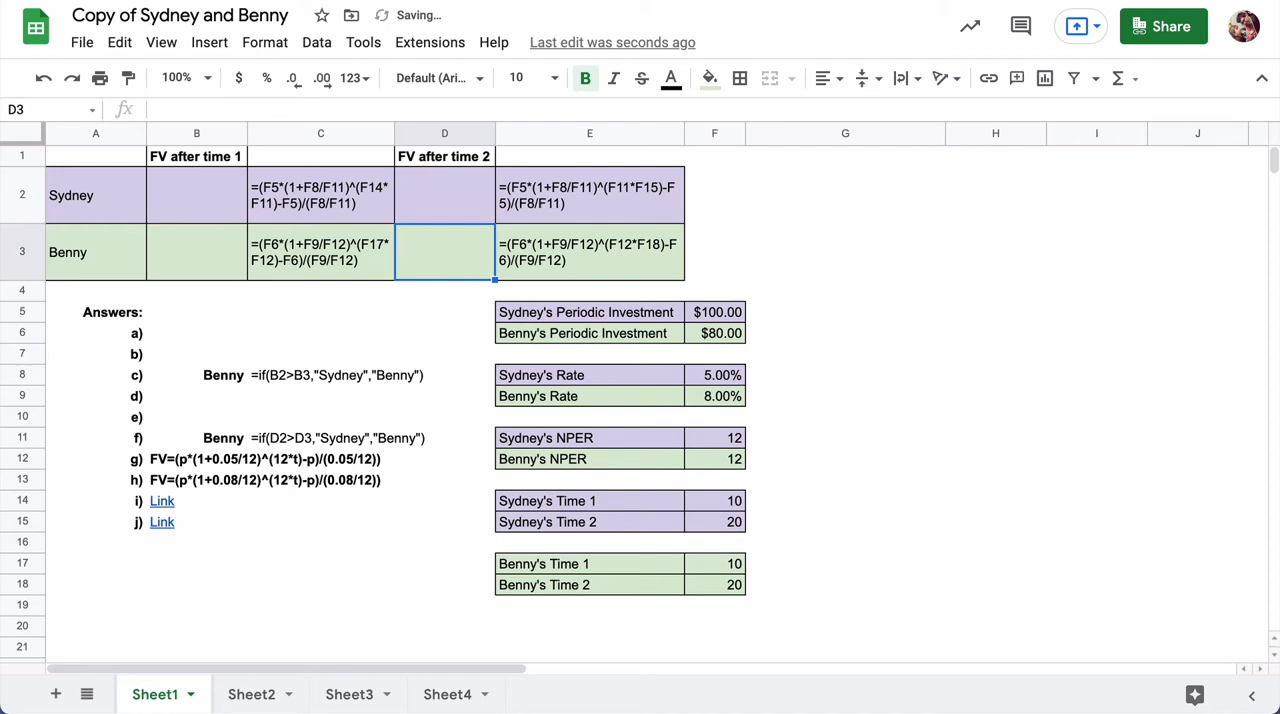 Copy of Sydney and Benny
Saving...
File Edit View Insert Format Data Tools Extensions Help Last edit was seconds ago
Share
100% $ % .0 .00 123 Default (Ari... 10 B I S A Σ
D3 fx
A B C D E F G H I J
1 FV after time 1 FV after time 2
2 Sydney =(F5*(1+F8/F11)^(F14* =(F5*(1+F8/F11)^(F11*F15)-F
F11)-F5)/(F8/F11) 5)/(F8/F11)
3 Benny =(F6*(1+F9/F12)^(F17* =(F6*(1+F9/F12)^(F12*F18)-F
F12)-F6)/(F9/F12) 6)/(F9/F12)
4
5 Answers: Sydney's Periodic Investment $100.00
6 a) Benny's Periodic Investment $80.00
7 b)
8 c) Benny =if(B2>B3,"Sydney","Benny") Sydney's Rate 5.00%
9 d) Benny's Rate 8.00%
10 e)
11 f) Benny =if(D2>D3,"Sydney","Benny") Sydney's NPER 12
12 g) FV=(p*(1+0.05/12)^(12*t)-p)/(0.05/12)) Benny's NPER 12
13 h) FV=(p*(1+0.08/12)^(12*t)-p)/(0.08/12))
14 i) Link Sydney's Time 1 10
15 j) Link Sydney's Time 2 20
16
17 Benny's Time 1 10
18 Benny's Time 2 20
19
20
21
Sheet1 Sheet2 Sheet3 Sheet4